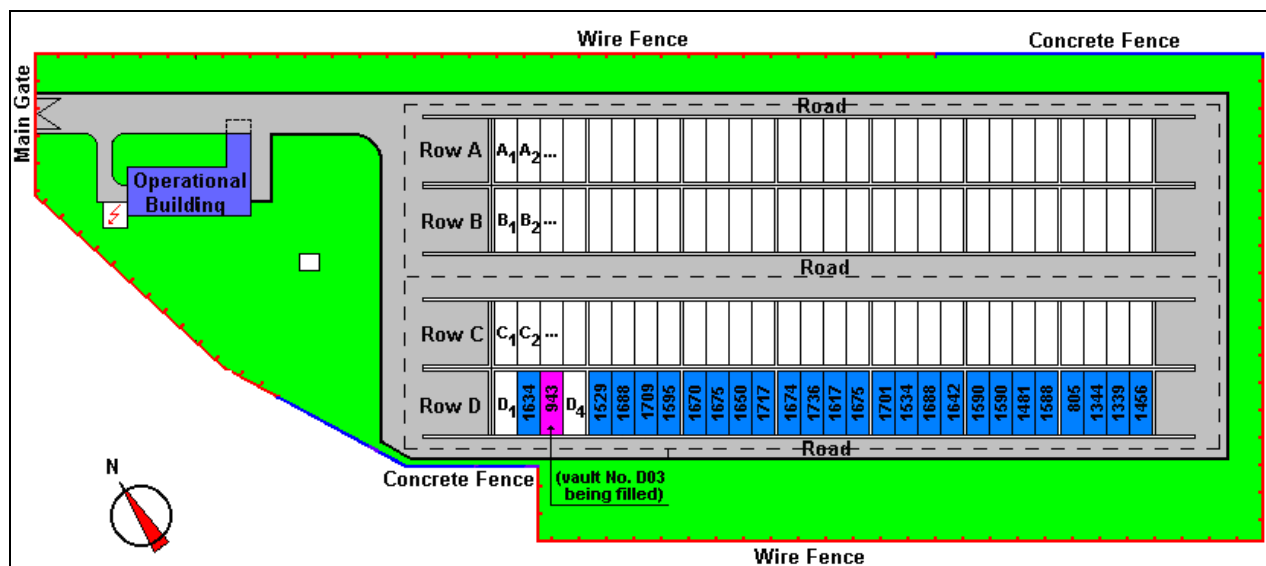 Wire Fence
Concrete Fence
Main Gate
Road
Row A
A1 A2 ...
Operational
Building
Row B
B1 B2 ...
Road
Row C
C1 C2 ...
Row D
D1 1634 943 D4 1529 1688 1709 1595 1670 1675 1650 1717 1674 1736 1617 1675 1701 1534 1688 1642 1590 1590 1481 1588 805 1344 1339 1456
Road
N
Concrete Fence
(vault No. D03
being filled)
Wire Fence